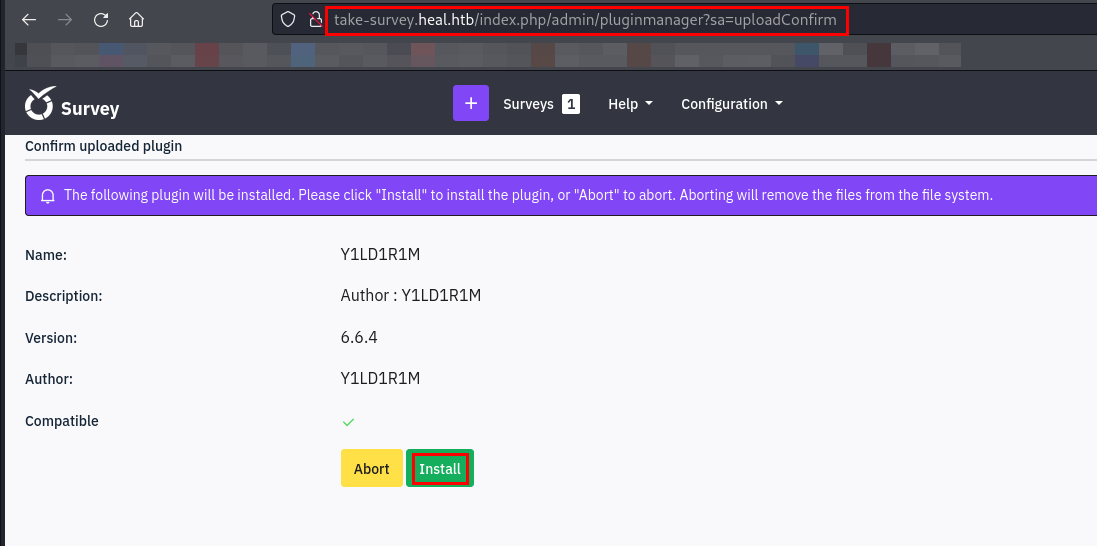 take-survey.heal.htb/index.php/admin/pluginmanager?sa=uploadConfirm
Survey + Surveys 1 Help Configuration
Confirm uploaded plugin
The following plugin will be installed. Please click "Install" to install the plugin, or "Abort" to abort. Aborting will remove the files from the file system.
Name: Y1LD1R1M
Description: Author : Y1LD1R1M
Version: 6.6.4
Author: Y1LD1R1M
Compatible
Abort Install